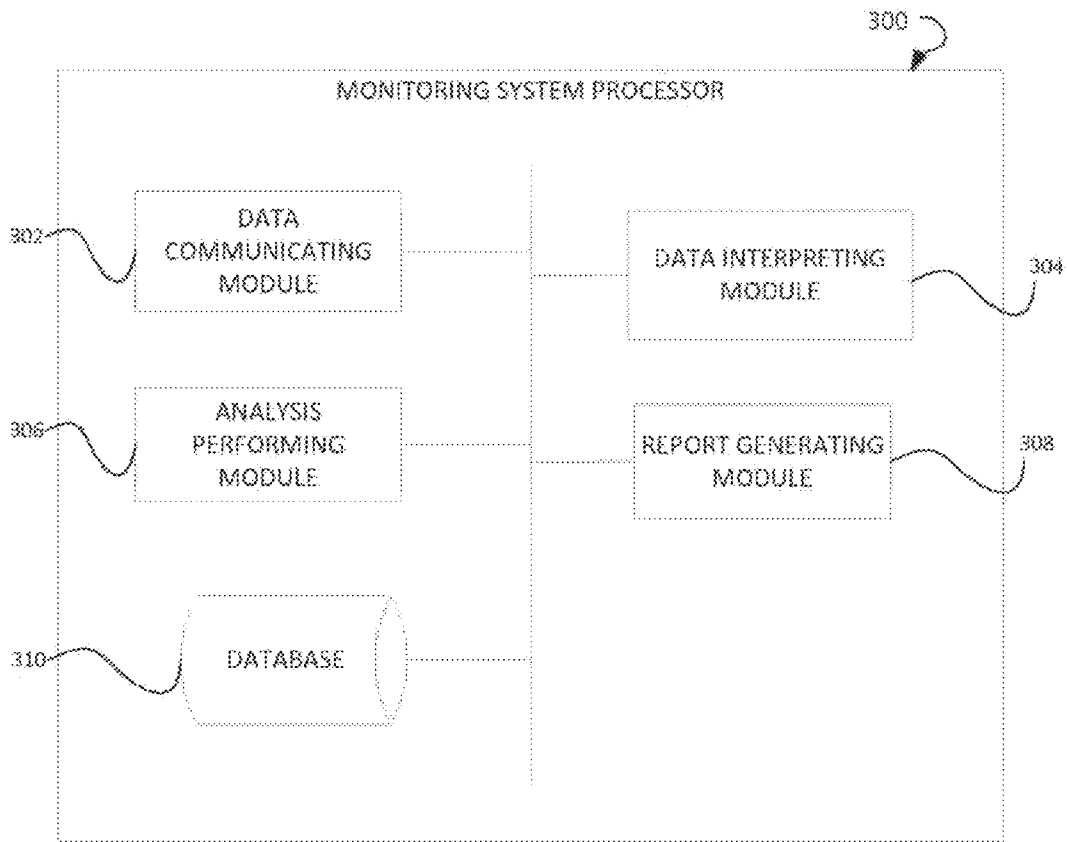 300
MONITORING SYSTEM PROCESSOR
302
DATA
COMMUNICATING
MODULE
DATA INTERPRETING
MODULE
304
306
ANALYSIS
PERFORMING
MODULE
REPORT GENERATING
MODULE
308
310
DATABASE